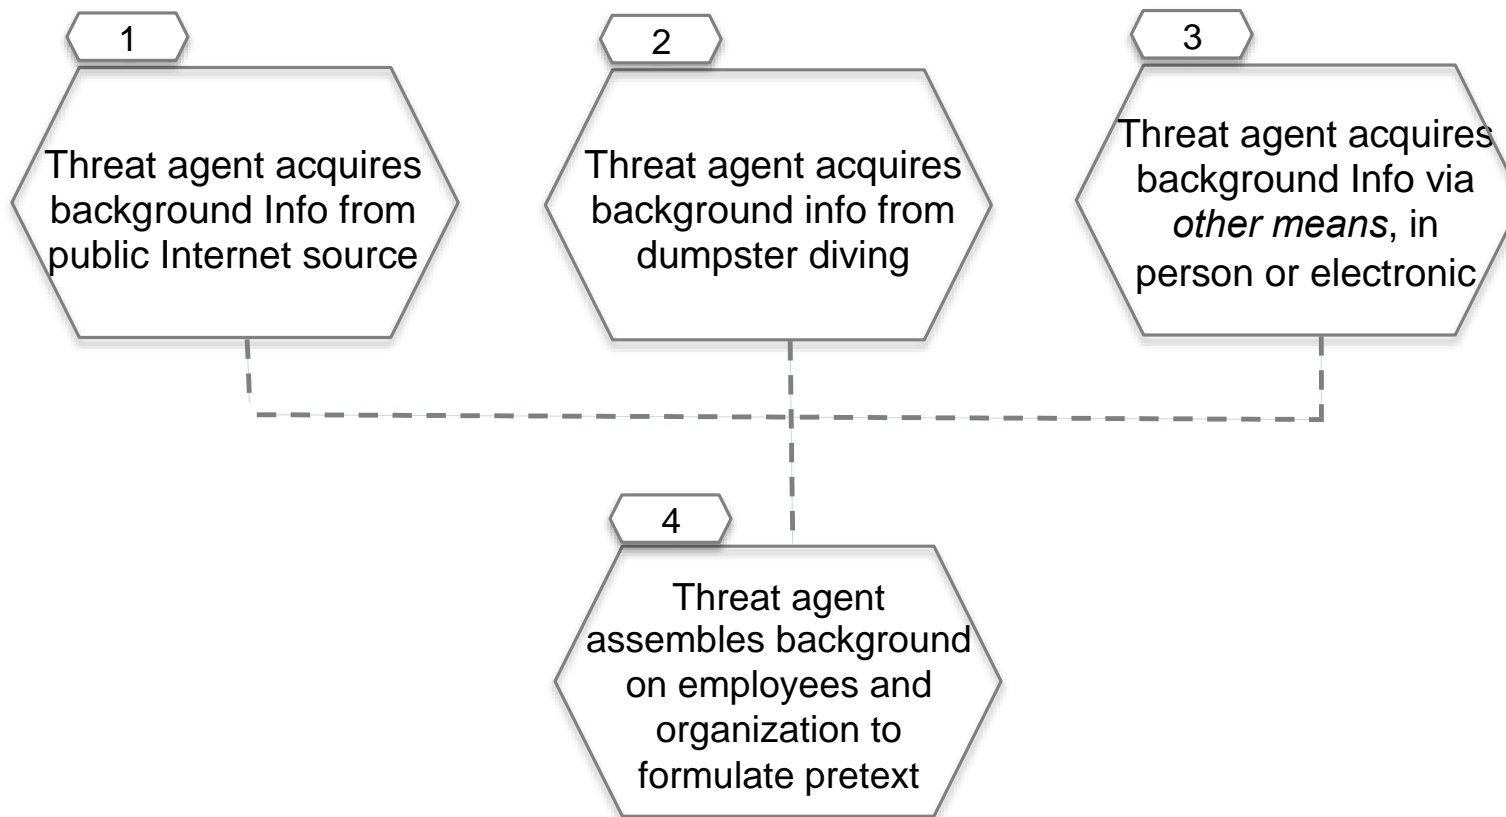 1
Threat agent acquires
background Info from
public Internet source
2
Threat agent acquires
background info from
dumpster diving
3
Threat agent acquires
background Info via
other means, in
person or electronic
4
Threat agent
assembles background
on employees and
organization to
formulate pretext